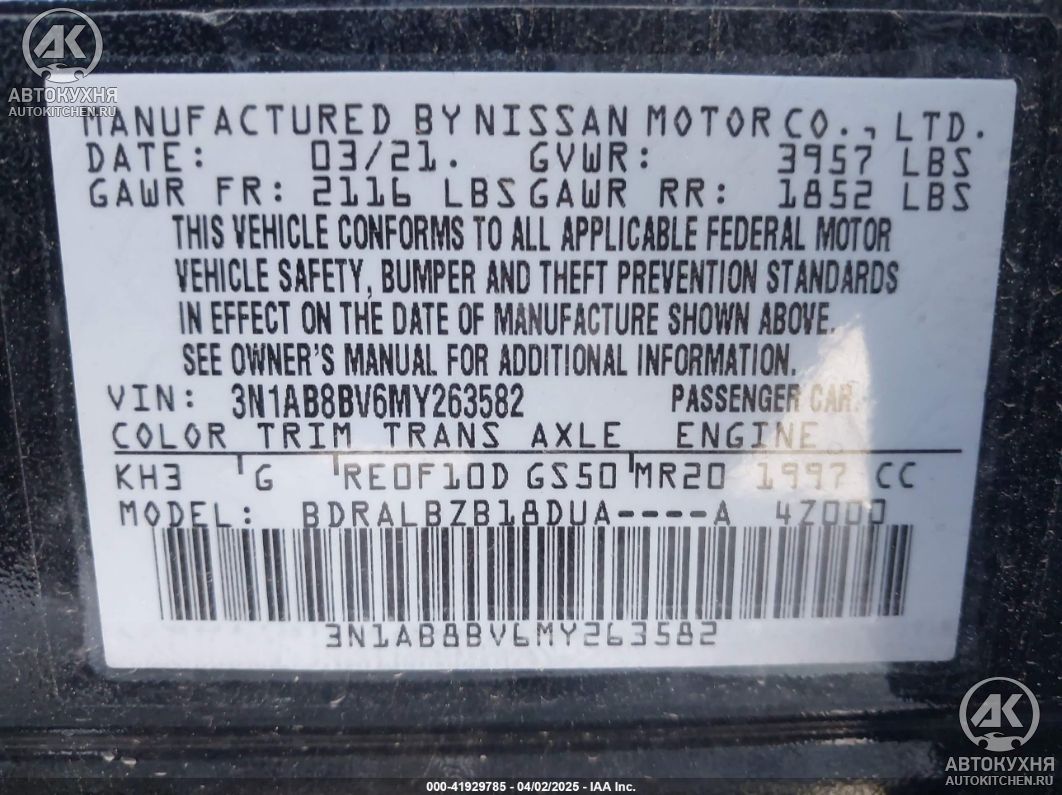 АК
АВТОКУХНЯ
AUTOKITCHEN.RU
MANUFACTURED BY NISSAN MOTOR CO., LTD.
DATE: 03/21. GVWR: 3957 LBS
GAWR FR: 2116 LBS GAWR RR: 1852 LBS
THIS VEHICLE CONFORMS TO ALL APPLICABLE FEDERAL MOTOR
VEHICLE SAFETY, BUMPER AND THEFT PREVENTION STANDARDS
IN EFFECT ON THE DATE OF MANUFACTURE SHOWN ABOVE.
SEE OWNER'S MANUAL FOR ADDITIONAL INFORMATION.
VIN: 3N1AB8BV6MY263582 PASSENGER CAR.
COLOR TRIM TRANS AXLE ENGINE
KH3 G RE0F10D GS50 MR20 1997 CC
MODEL: BDRALBZB18DUA----A 4Z000
3N1AB8BV6MY263582
АК
АВТОКУХНЯ
AUTOKITCHEN.RU
000-41929785 - 04/02/2025 - IAA Inc.